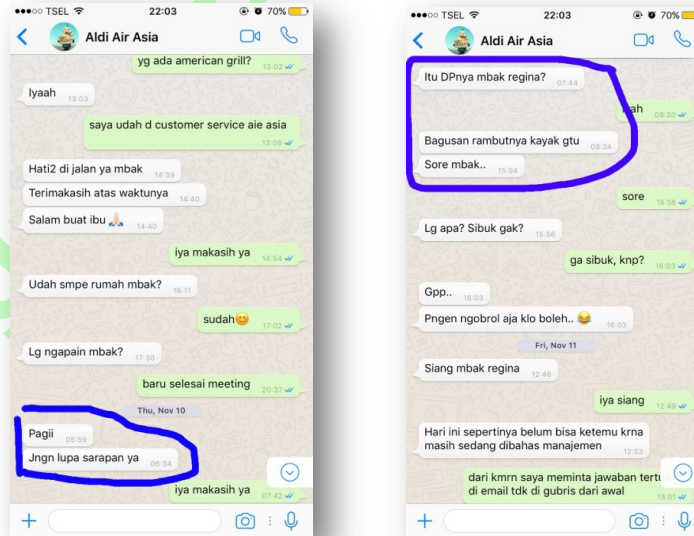 TSEL 22:03 70%
Aldi Air Asia
yg ada american grill? 13:02
Iyaah 13:03
saya udah d customer service aie asia
13:09
Hati2 di jalan ya mbak 14:39
Terimakasih atas waktunya 14:40
Salam buat ibu 🙏🏻 14:40
iya makasih ya 14:54
Udah smpe rumah mbak? 16:11
sudah😊 17:02
Lg ngapain mbak? 17:30
baru selesai meeting 20:37
Thu, Nov 10
Pagii 05:59
Jngn lupa sarapan ya 06:54
iya makasih ya 07:42
TSEL 22:03 70%
Aldi Air Asia
Itu DPnya mbak regina? 07:44
08:20
Bagusan rambutnya kayak gtu 08:24
Sore mbak.. 15:54
sore 15:56
Lg apa? Sibuk gak? 15:56
ga sibuk, knp? 16:03
Gpp.. 16:03
Pngen ngobrol aja klo boleh.. 😂 16:03
Fri, Nov 11
Siang mbak regina 12:46
iya siang 12:49
Hari ini sepertinya belum bisa ketemu krna
masih sedang dibahas manajemen 12:53
dari kmrn saya meminta jawaban tertu
di email tdk di gubris dari awal 13:01